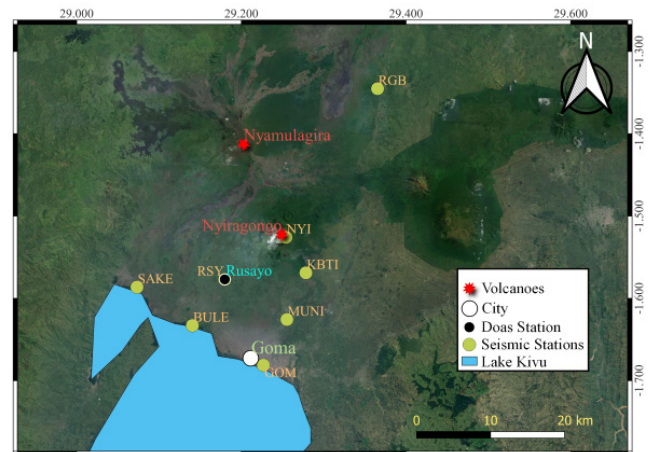 29.000 29.200 29.400 29.600
-1.300
N
RGB
-1.400
Nyamulagira
-1.500
Nyiragongo NYI
KBTI
RSY Rusayo
SAKE
-1.600
MUNI
BULE
Goma
GOM
-1.700
Volcanoes
City
Doas Station
Seismic Stations
Lake Kivu
0 10 20 km